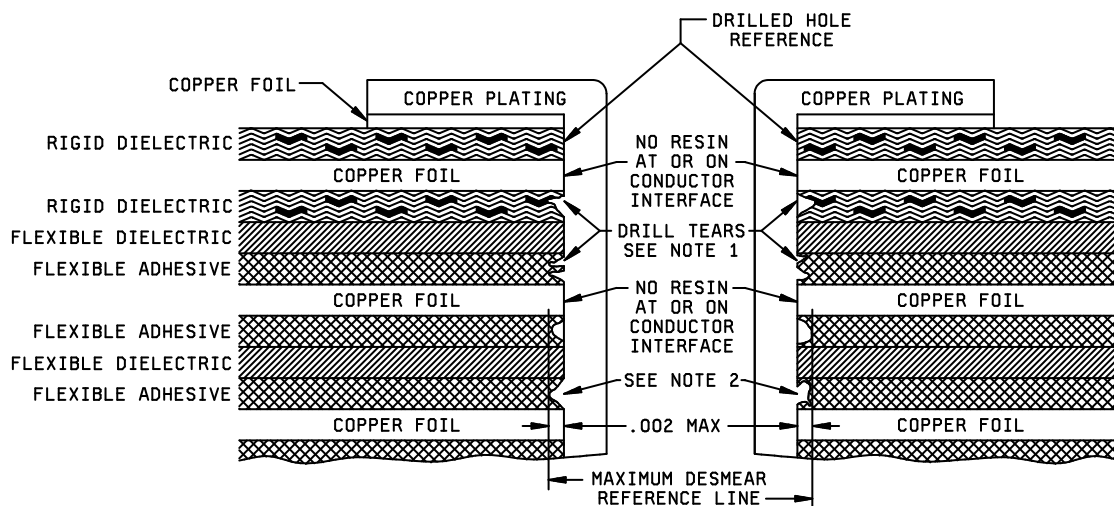 DRILLED HOLE
REFERENCE
COPPER FOIL
COPPER PLATING
COPPER PLATING
RIGID DIELECTRIC
NO RESIN
AT OR ON
CONDUCTOR
INTERFACE
COPPER FOIL
COPPER FOIL
RIGID DIELECTRIC
FLEXIBLE DIELECTRIC
DRILL TEARS
SEE NOTE 1
FLEXIBLE ADHESIVE
COPPER FOIL
NO RESIN
AT OR ON
CONDUCTOR
INTERFACE
COPPER FOIL
FLEXIBLE ADHESIVE
FLEXIBLE DIELECTRIC
FLEXIBLE ADHESIVE
SEE NOTE 2
COPPER FOIL
.002 MAX
COPPER FOIL
MAXIMUM DESMEAR
REFERENCE LINE